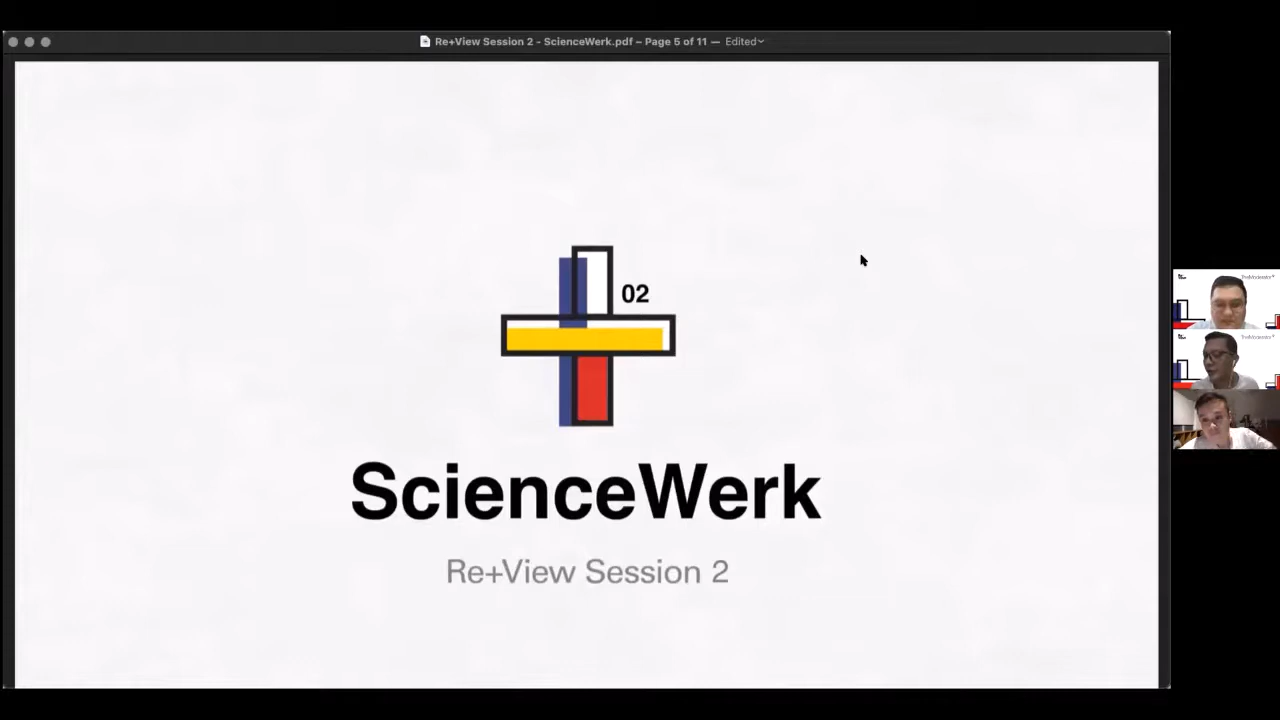 Re+View Session 2 - ScienceWerk.pdf – Page 5 of 11 — Edited
02
ScienceWerk
Re+View Session 2